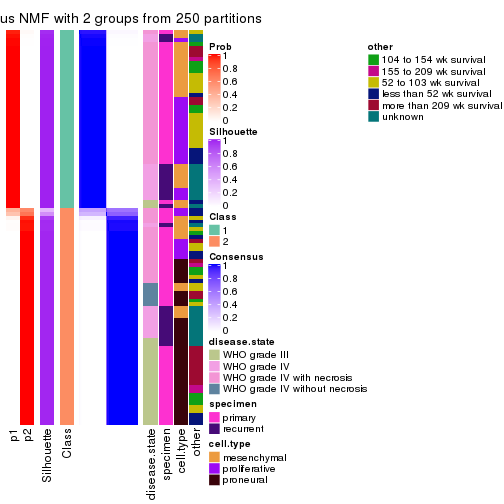 us NMF with 2 groups from 250 partitions
Prob
1
0.8
0.6
0.4
0.2
0
Silhouette
1
0.8
0.6
0.4
0.2
0
Class
1
2
Consensus
1
0.8
0.6
0.4
0.2
0
disease.state
WHO grade III
WHO grade IV
WHO grade IV with necrosis
WHO grade IV without necrosis
specimen
primary
recurrent
cell.type
mesenchymal
proliferative
proneural
other
104 to 154 wk survival
155 to 209 wk survival
52 to 103 wk survival
less than 52 wk survival
more than 209 wk survival
unknown
p1
p2
Silhouette
Class
disease.state
specimen
cell.type
other